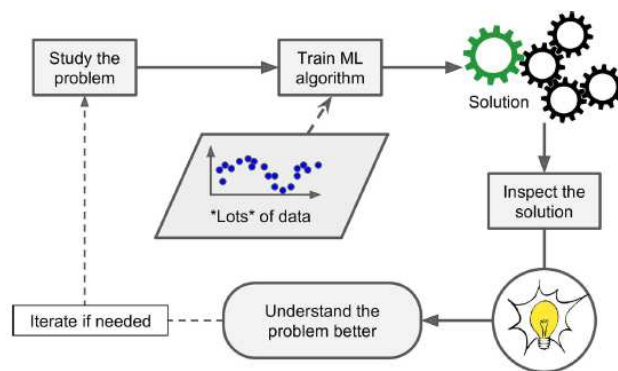 Study the
problem
Train ML
algorithm
Solution
*Lots* of data
Inspect the
solution
Understand the
problem better
Iterate if needed